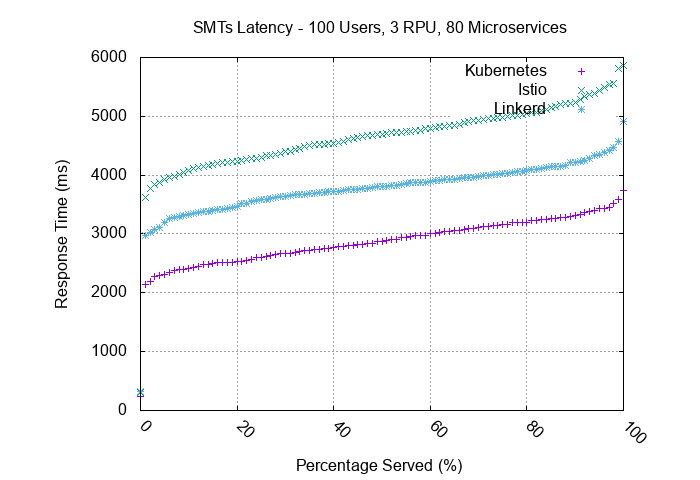 SMTs Latency - 100 Users, 3 RPU, 80 Microservices
6000
5000
4000
3000
2000
1000
0
Response Time (ms)
Kubernetes
Istio
Linkerd
0
20
40
60
80
100
Percentage Served (%)